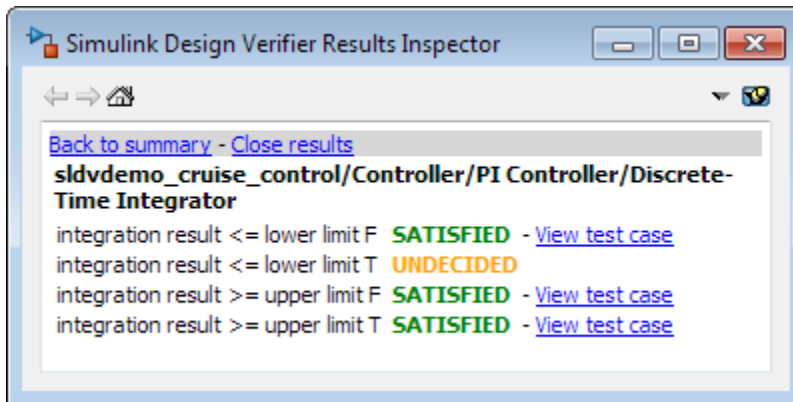 Simulink Design Verifier Results Inspector
Back to summary - Close results
sldvdemo_cruise_control/Controller/PI Controller/Discrete-
Time Integrator
integration result <= lower limit F SATISFIED - View test case
integration result <= lower limit T UNDECIDED
integration result >= upper limit F SATISFIED - View test case
integration result >= upper limit T SATISFIED - View test case